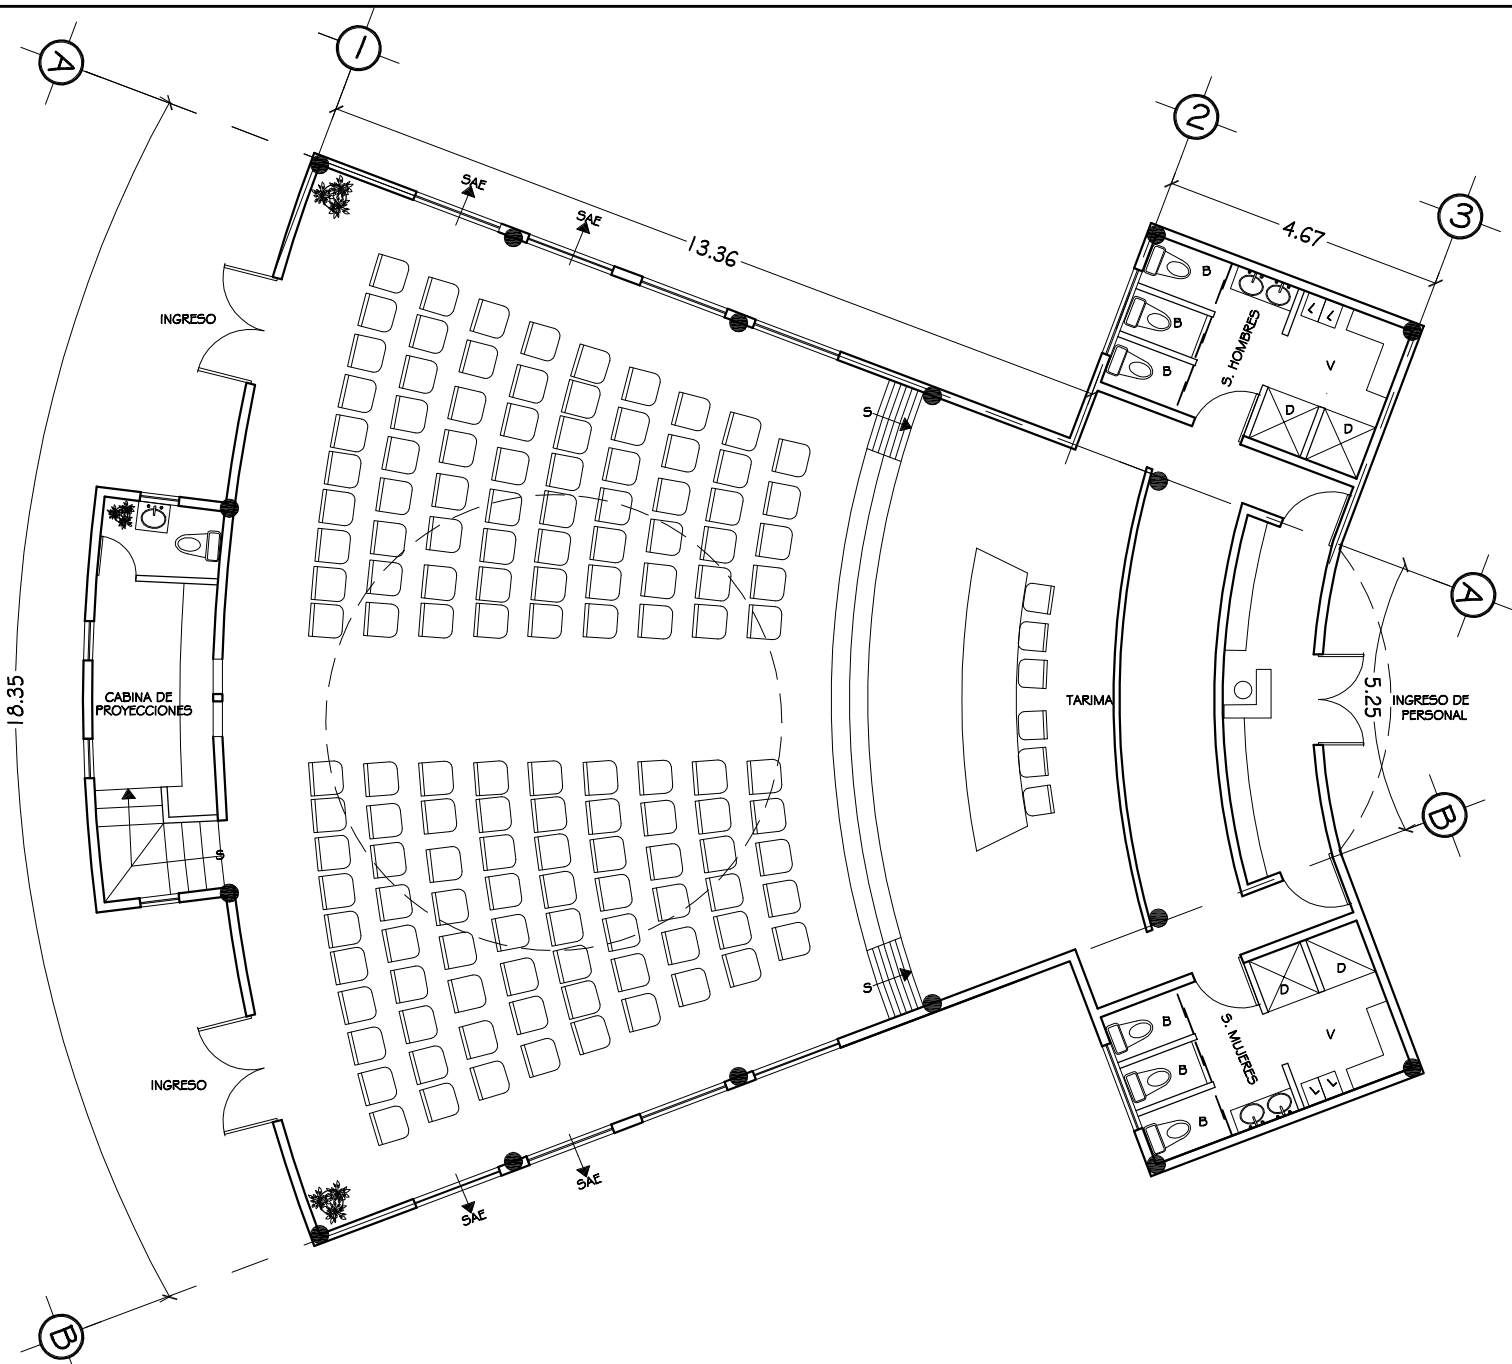 A
1
2
3
SAE
SAE
13.36
4.67
INGRESO
B
B
B
S. HOMBRES
L L
V
D
D
S
A
18.35
CABINA DE
PROYECCIONES
TARIMA
5.25
INGRESO DE
PERSONAL
B
S
S
D
D
B
B
B
S. MUJERES
V
L L
INGRESO
SAE
SAE
B